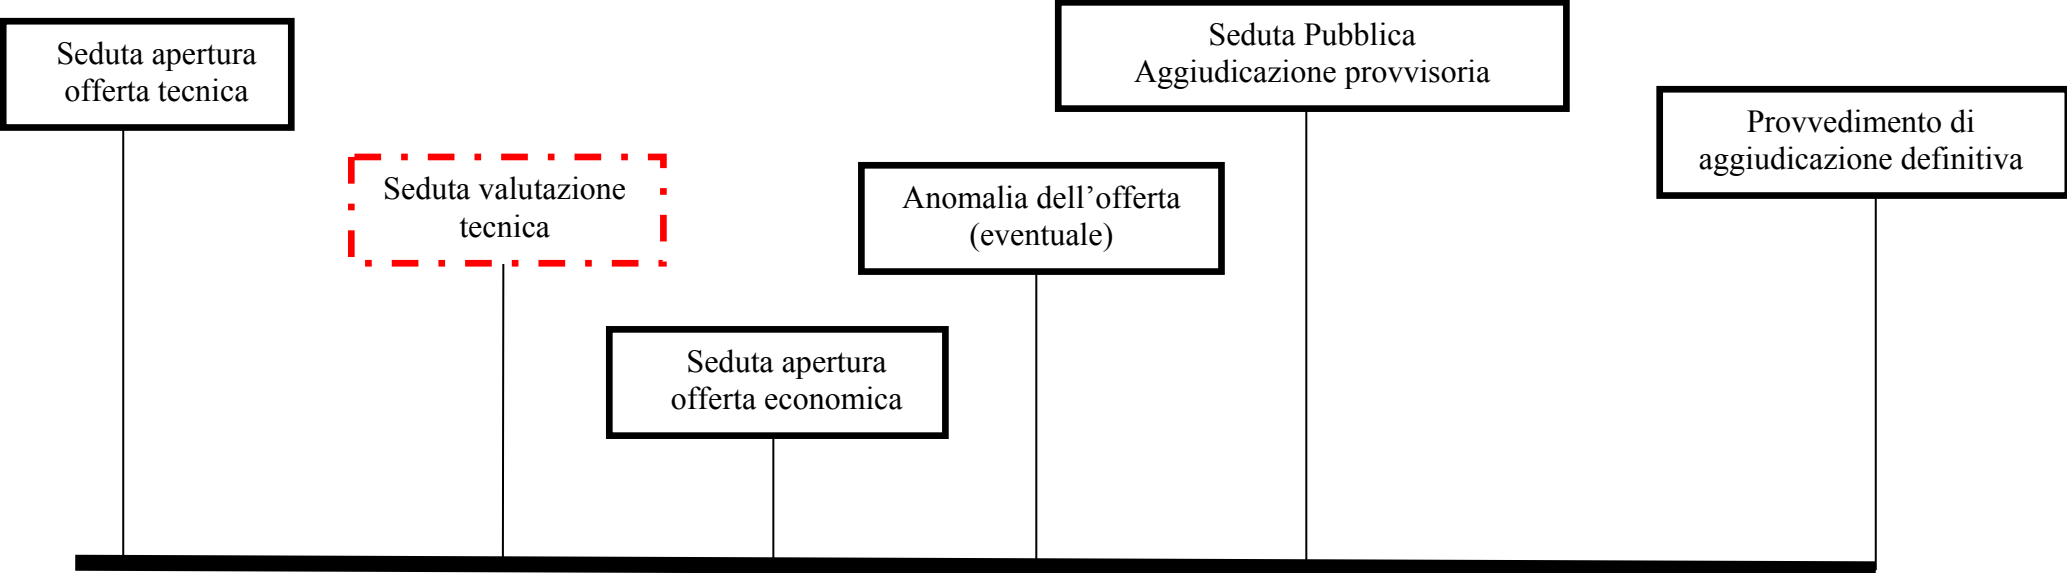 Seduta apertura
offerta tecnica
Seduta valutazione
tecnica
Seduta apertura
offerta economica
Anomalia dell’offerta
(eventuale)
Seduta Pubblica
Aggiudicazione provvisoria
Provvedimento di
aggiudicazione definitiva